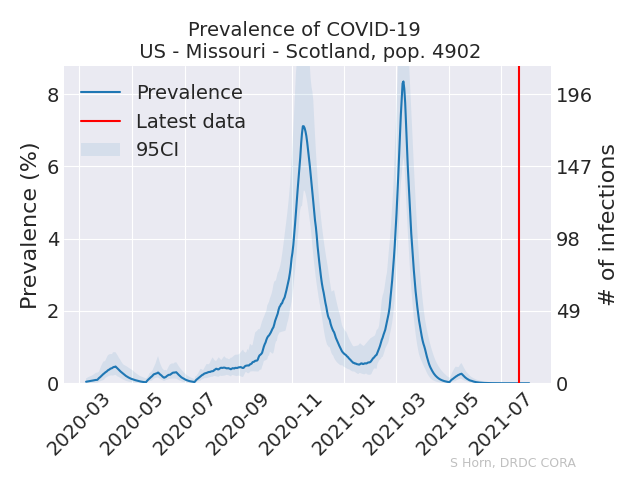 Prevalence of COVID-19
US - Missouri - Scotland, pop. 4902
Prevalence
Latest data
95CI
Prevalence (%)
8
6
4
2
0
# of infections
196
147
98
49
0
2020-03
2020-05
2020-07
2020-09
2020-11
2021-01
2021-03
2021-05
2021-07
S Horn, DRDC CORA